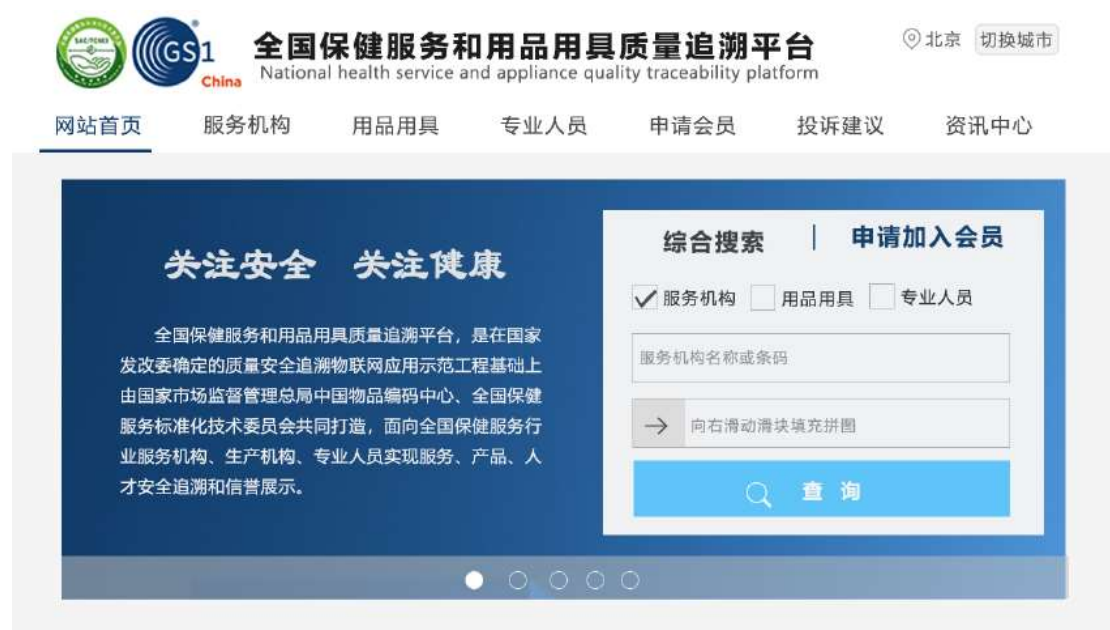 SAC/TC483
GS1
China
全国保健服务和用品用具质量追溯平台
National health service and appliance quality traceability platform
北京 切换城市
网站首页 服务机构 用品用具 专业人员 申请会员 投诉建议 资讯中心
关注安全 关注健康
全国保健服务和用品用具质量追溯平台，是在国家
发改委确定的质量安全追溯物联网应用示范工程基础上
由国家市场监督管理总局中国物品编码中心、全国保健
服务标准化技术委员会共同打造，面向全国保健服务行
业服务机构、生产机构、专业人员实现服务、产品、人
才安全追溯和信誉展示。
综合搜索 | 申请加入会员
服务机构 用品用具 专业人员
服务机构名称或条码
向右滑动滑块填充拼图
查询